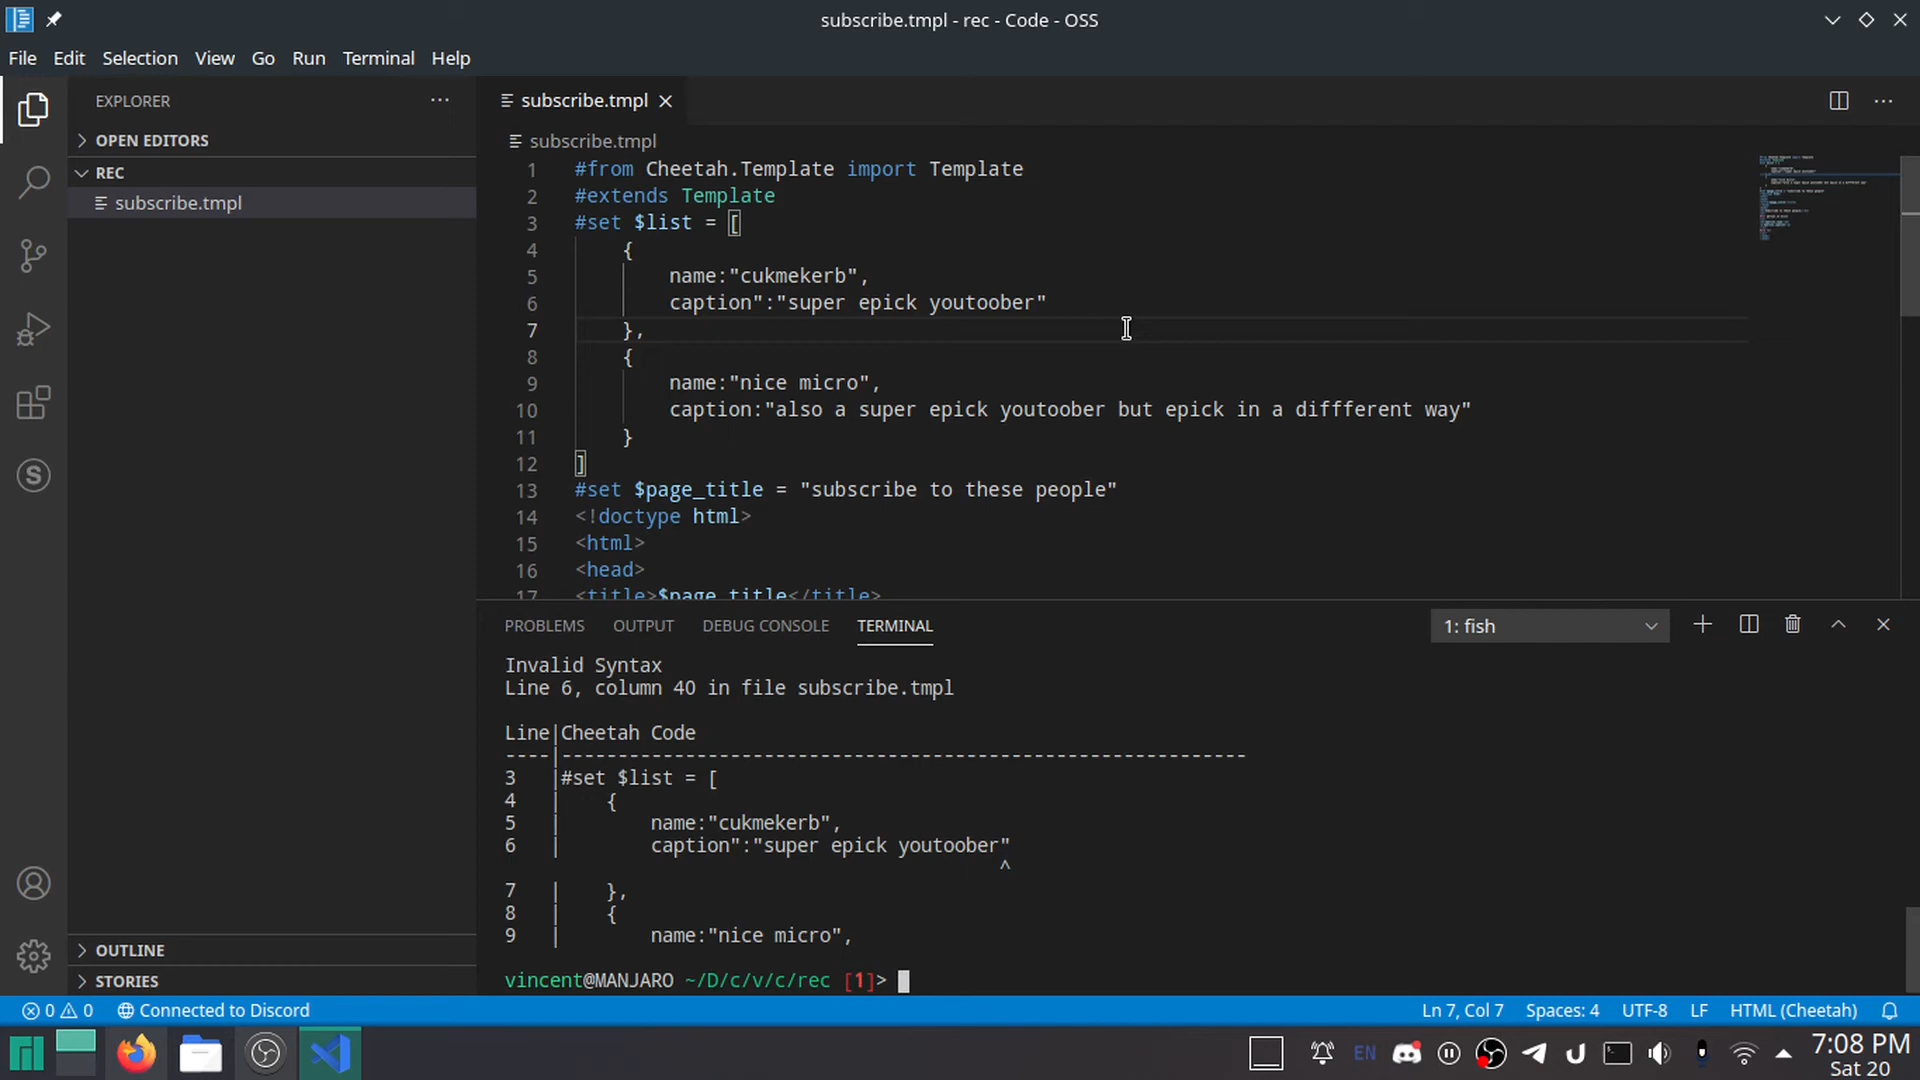 subscribe.tmpl - rec - Code - OSS
File Edit Selection View Go Run Terminal Help
EXPLORER
OPEN EDITORS
REC
subscribe.tmpl
OUTLINE
STORIES
subscribe.tmpl
subscribe.tmpl
1 #from Cheetah.Template import Template
2 #extends Template
3 #set $list = [
4 {
5 name:"cukmekerb",
6 caption":"super epick youtoober"
7 },
8 {
9 name:"nice micro",
10 caption:"also a super epick youtoober but epick in a diffferent way"
11 }
12 ]
13 #set $page_title = "subscribe to these people"
14 <!doctype html>
15 <html>
16 <head>
17 <title>$page_title</title>
PROBLEMS OUTPUT DEBUG CONSOLE TERMINAL 1: fish
Invalid Syntax
Line 6, column 40 in file subscribe.tmpl
Line|Cheetah Code
----|-------------------------------------------------------------
3 |#set $list = [
4 | {
5 | name:"cukmekerb",
6 | caption":"super epick youtoober"
^
7 | },
8 | {
9 | name:"nice micro",
vincent@MANJARO ~/D/c/v/c/rec [1]>
0 0 Connected to Discord Ln 7, Col 7 Spaces: 4 UTF-8 LF HTML (Cheetah)
EN 7:08 PM
Sat 20